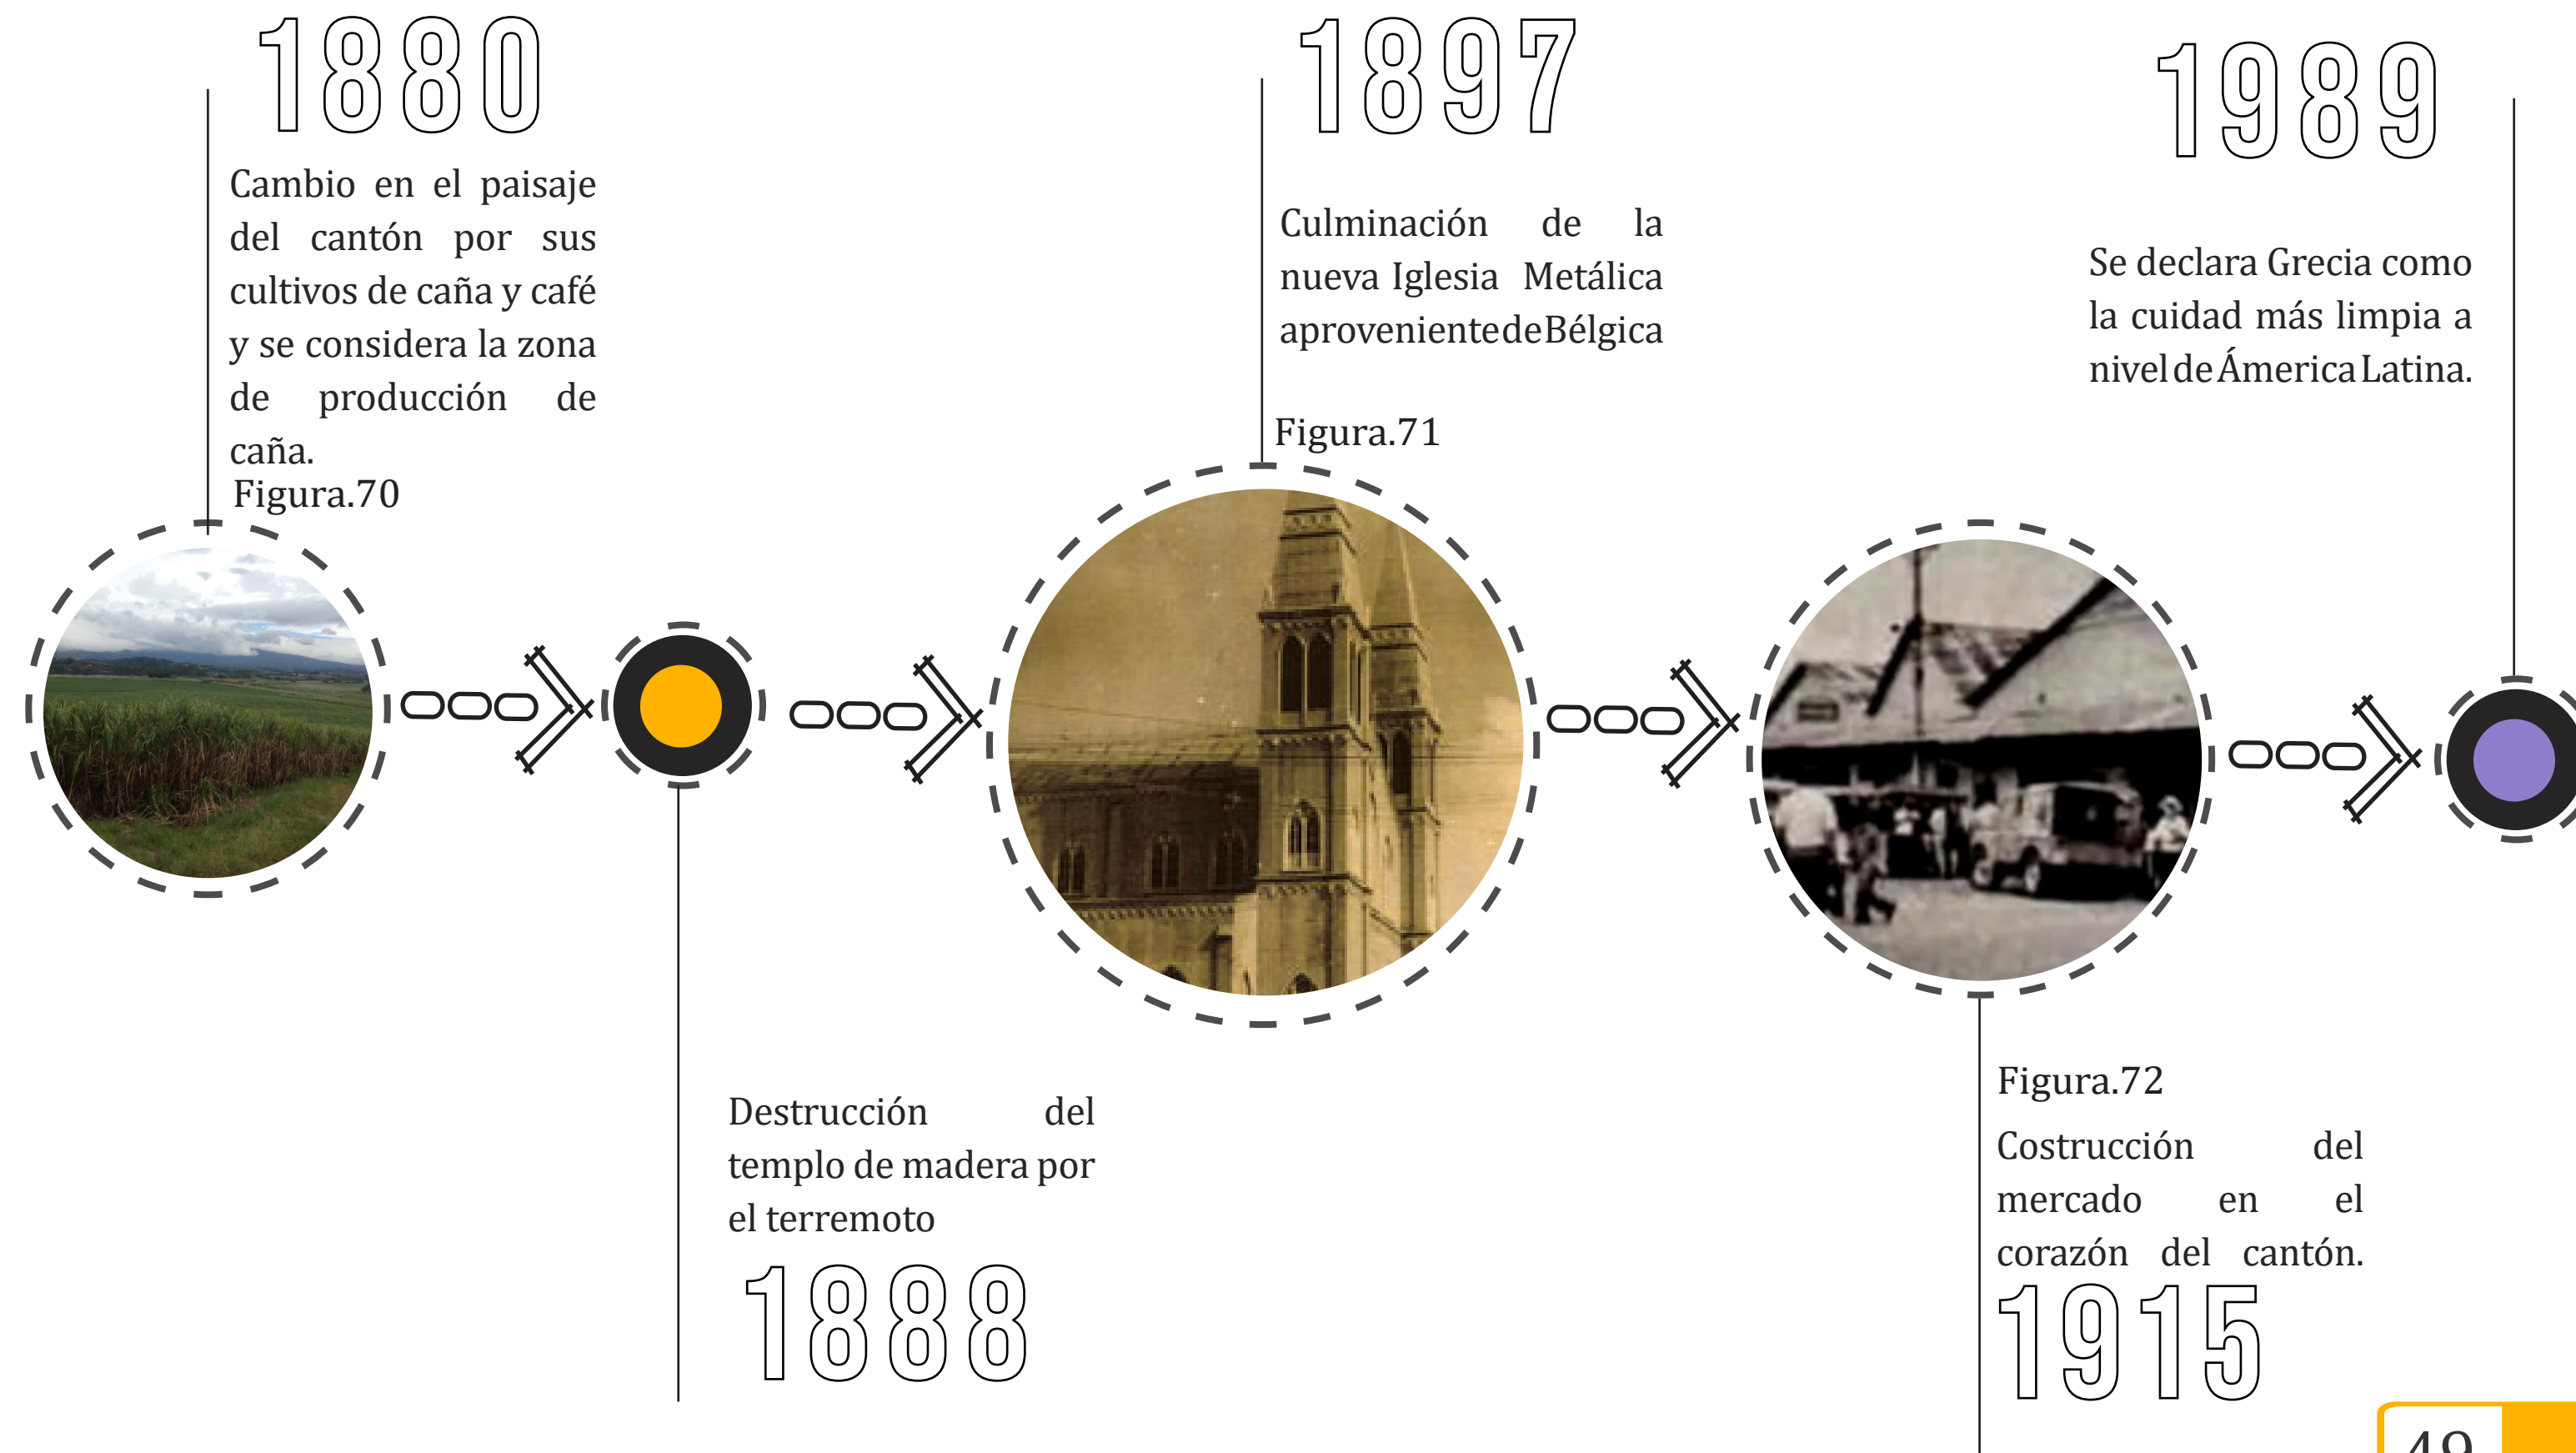 1880
Cambio en el paisaje
del cantón por sus
cultivos de caña y café
y se considera la zona
de producción de
caña.
Figura.70
Destrucción del
templo de madera por
el terremoto
1888
1897
Culminación de la
nueva Iglesia Metálica
aproveniente de Bélgica
Figura.71
Figura.72
Costrucción del
mercado en el
corazón del cantón.
1915
1989
Se declara Grecia como
la cuidad más limpia a
nivel de Ámerica Latina.
49